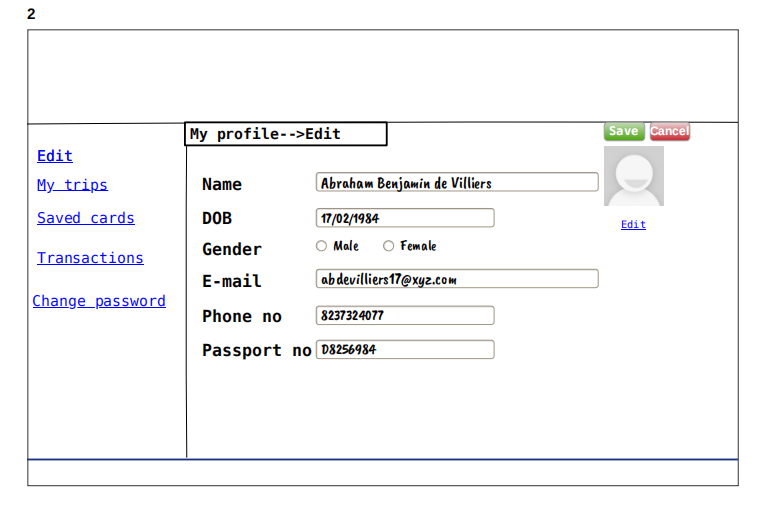 2
My profile-->Edit
Save Cancel
Edit
My trips
Saved cards
Transactions
Change password
Name Abraham Benjamin de Villiers
DOB 17/02/1984
Gender Male Female
E-mail abdevilliers17@xyz.com
Phone no 8237324077
Passport no D8256984
Edit